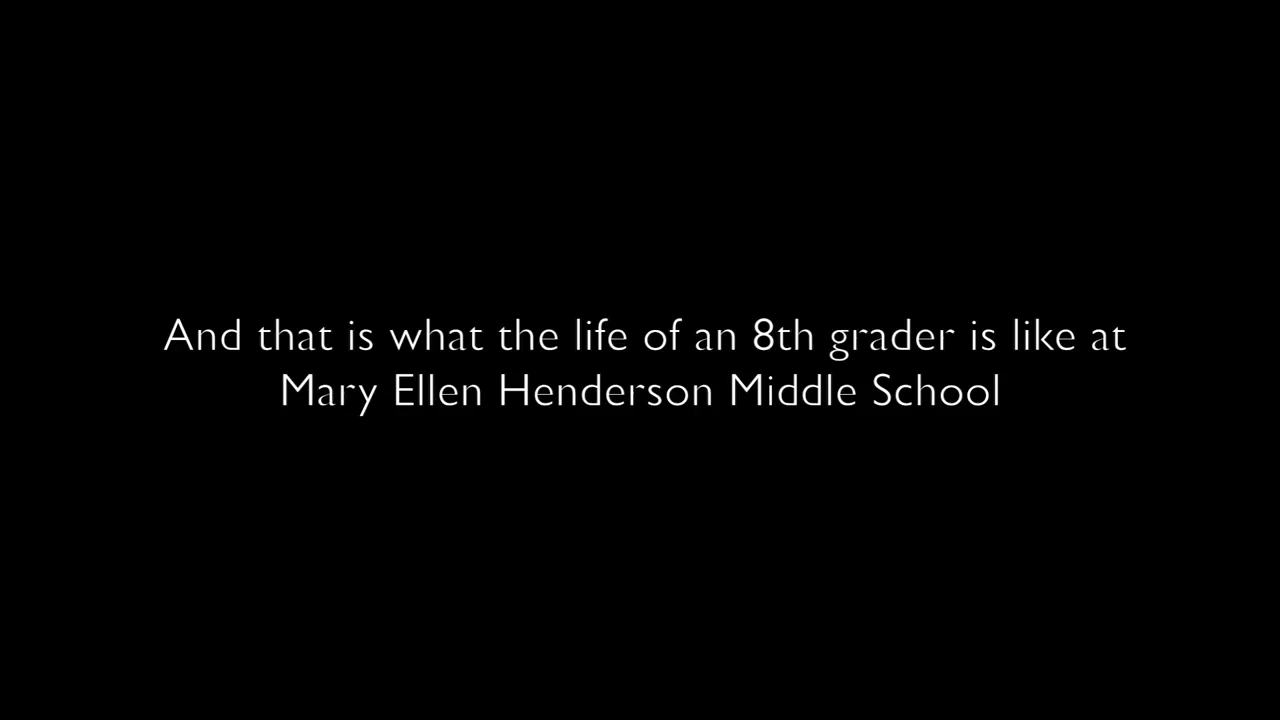 And that is what the life of an 8th grader is like at
Mary Ellen Henderson Middle School